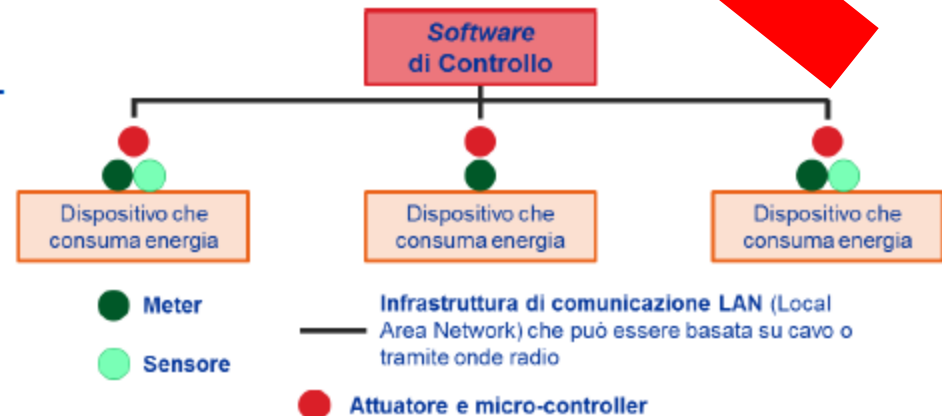 Software
di Controllo
Dispositivo che
consuma energia
Dispositivo che
consuma energia
Dispositivo che
consuma energia
Meter
Sensore
Infrastruttura di comunicazione LAN (Local
Area Network) che può essere basata su cavo o
tramite onde radio
Attuatore e micro-controller